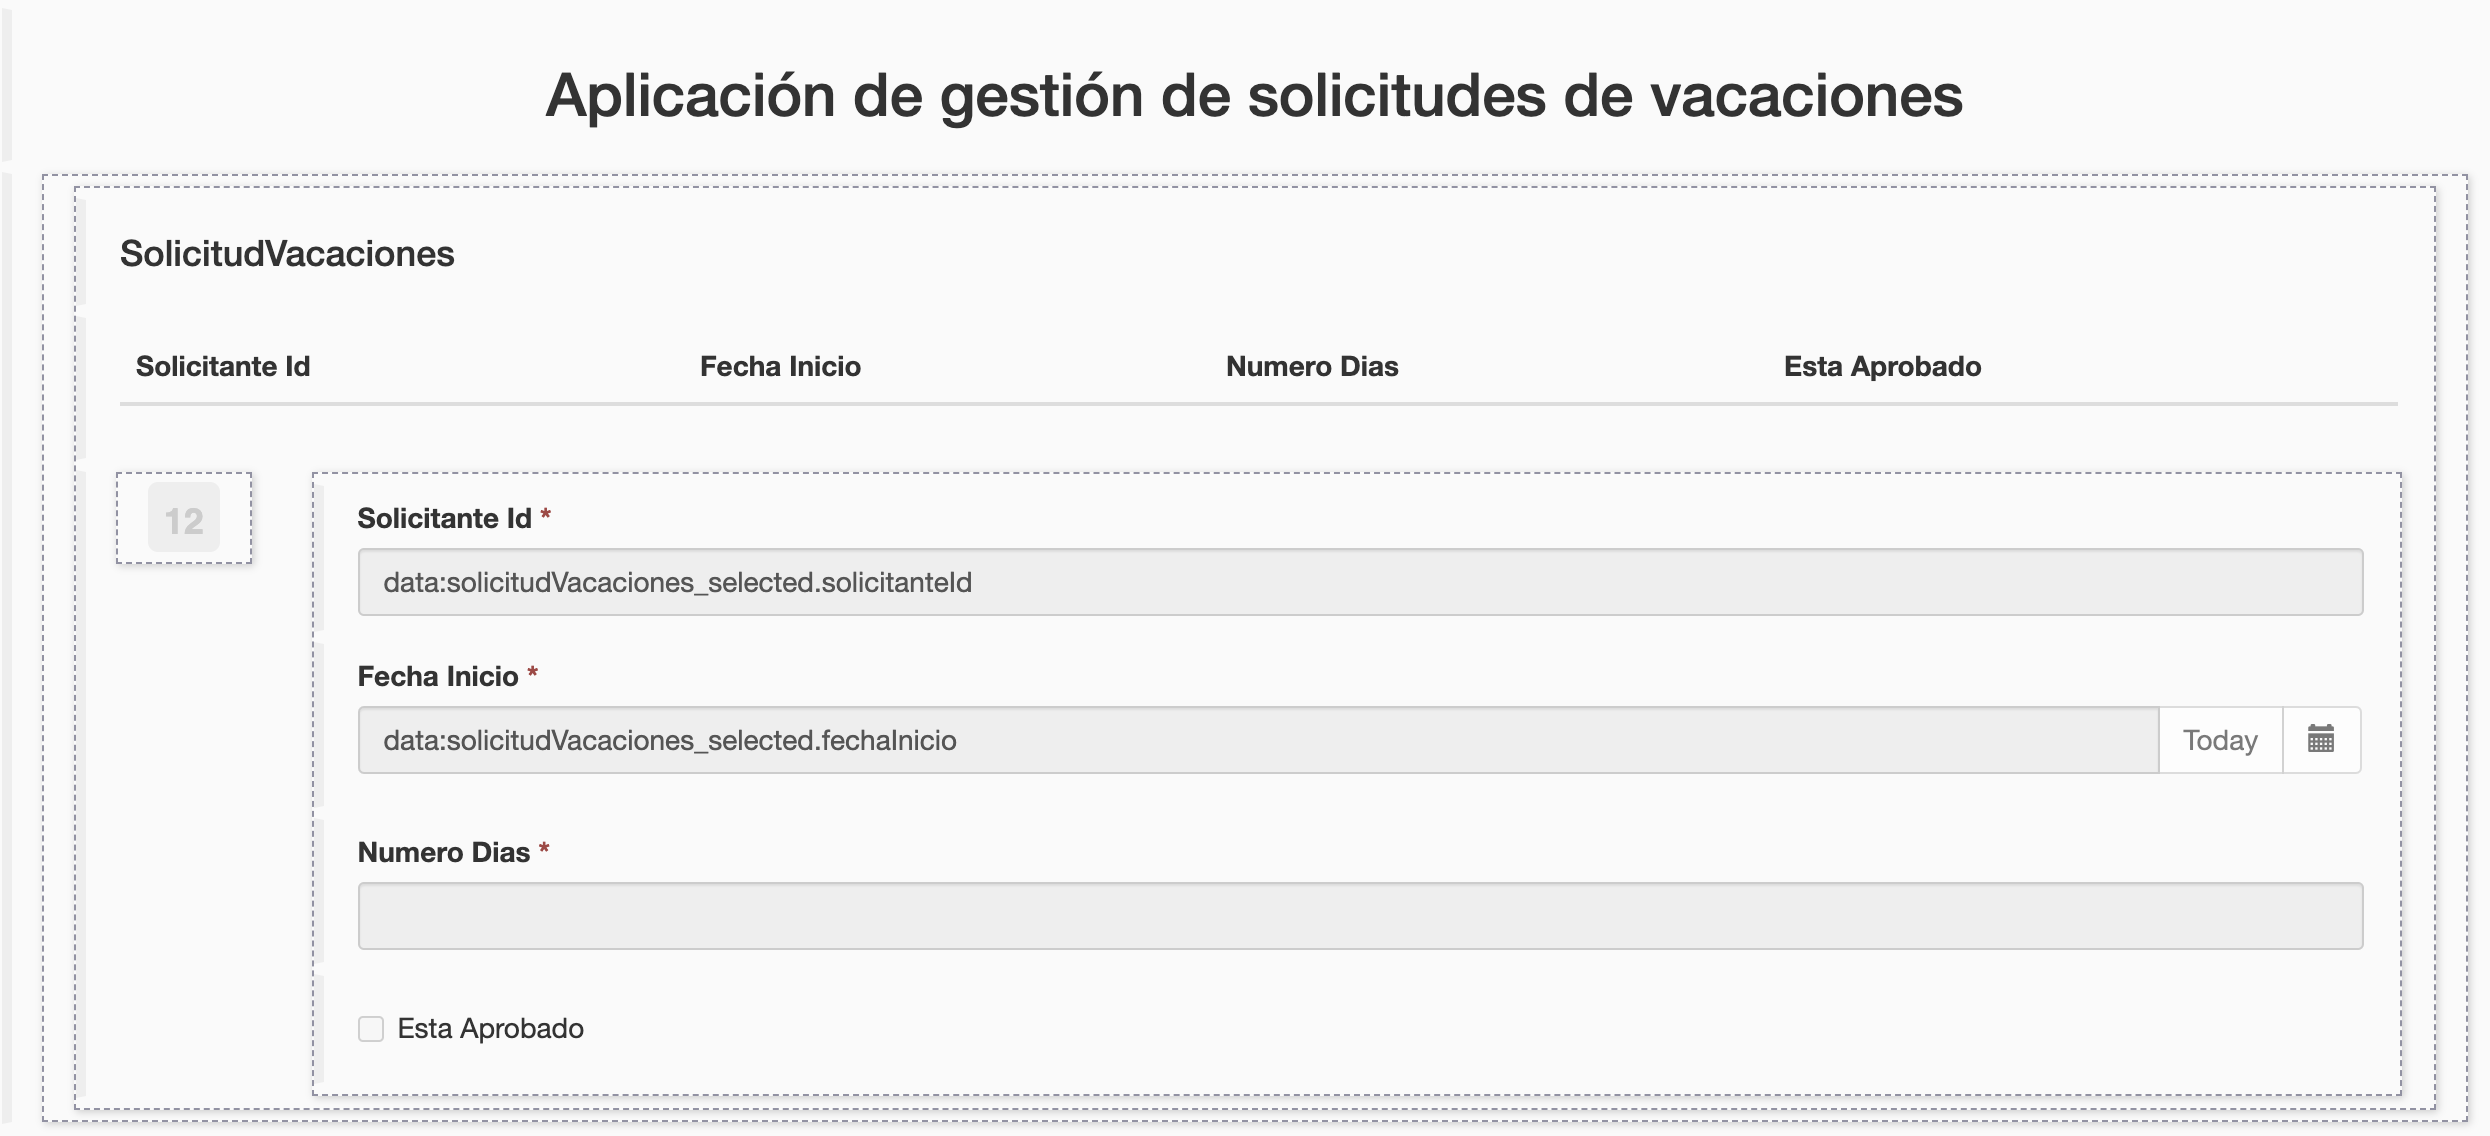 Aplicación de gestión de solicitudes de vacaciones
SolicitudVacaciones
Solicitante Id Fecha Inicio Numero Dias Esta Aprobado
12
Solicitante Id *
data:solicitudVacaciones_selected.solicitanteId
Fecha Inicio *
data:solicitudVacaciones_selected.fechaInicio Today
Numero Dias *
Esta Aprobado